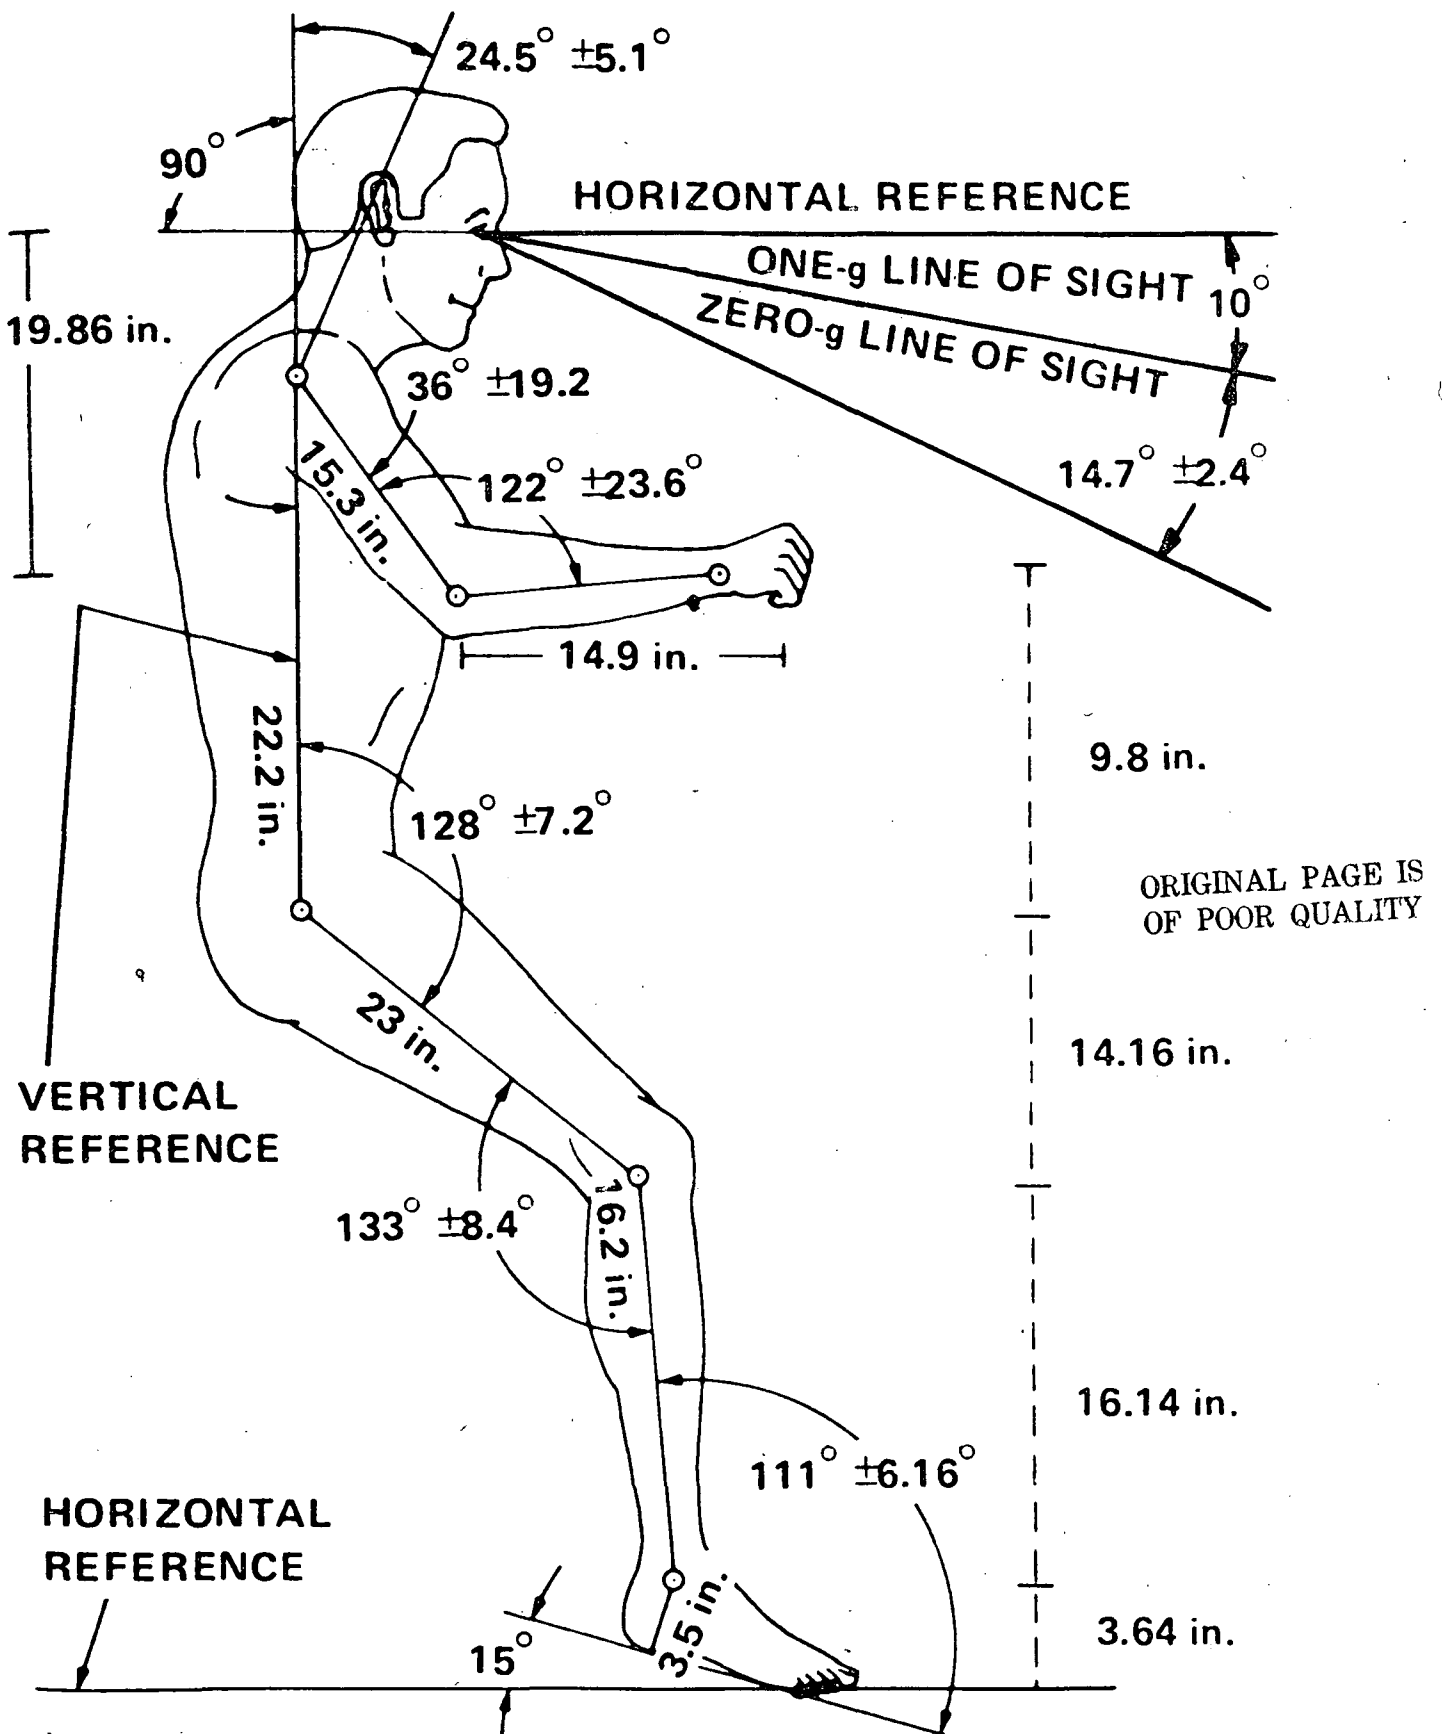 24.5° ±5.1°
90°
HORIZONTAL REFERENCE
ONE-g LINE OF SIGHT
10°
ZERO-g LINE OF SIGHT
19.86 in.
36° ±19.2
14.7° ±2.4°
15.3 in.
122° ±23.6°
14.9 in.
22.2 in.
9.8 in.
128° ±7.2°
ORIGINAL PAGE IS
OF POOR QUALITY
23 in.
14.16 in.
VERTICAL
REFERENCE
133° ±8.4°
16.2 in.
16.14 in.
111° ±6.16°
HORIZONTAL
REFERENCE
3.5 in.
15°
3.64 in.